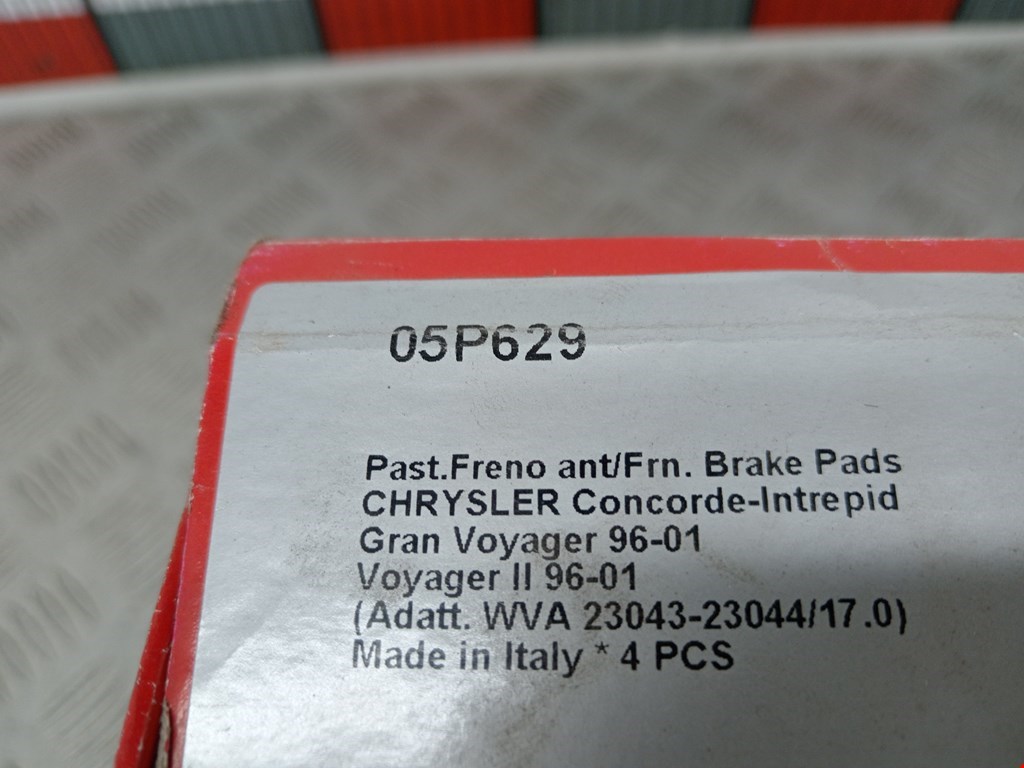 05P629
Past.Freno ant/Frn. Brake Pads
CHRYSLER Concorde-Intrepid
Gran Voyager 96-01
Voyager II 96-01
(Adatt. WVA 23043-23044/17.0)
Made in Italy * 4 PCS